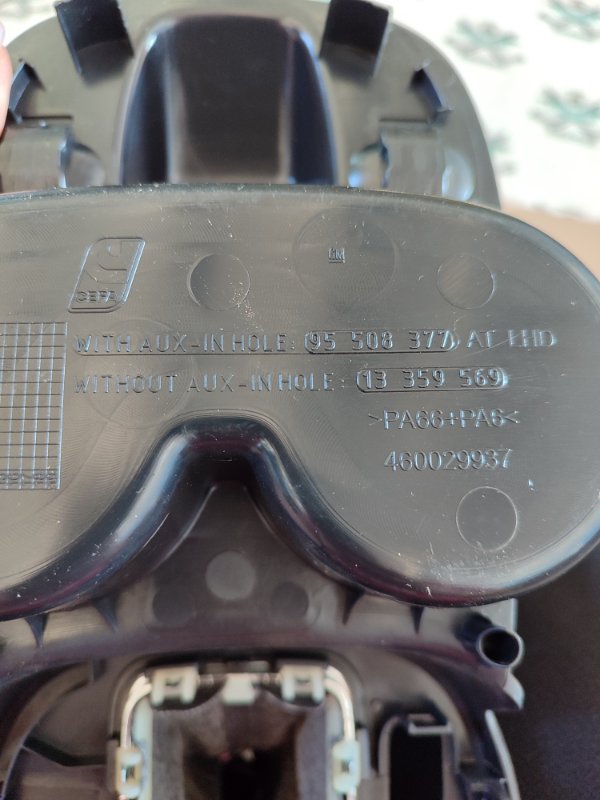 GM
WITH AUX-IN HOLE: 95 508 377 AT LHD
WITHOUT AUX-IN HOLE: 13 359 569
>PA66+PA6<
460029937